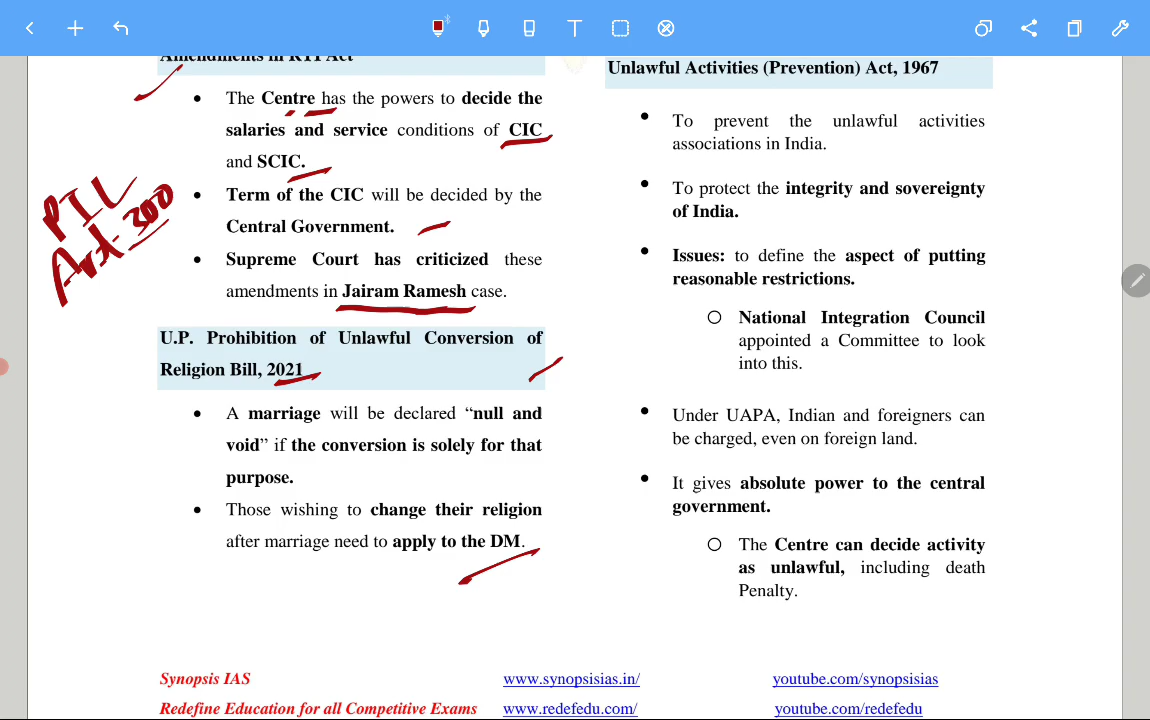 Amendments in RTI Act
• The Centre has the powers to decide the
salaries and service conditions of CIC
and SCIC.
• Term of the CIC will be decided by the
Central Government.
• Supreme Court has criticized these
amendments in Jairam Ramesh case.
PIL
Art-300
U.P. Prohibition of Unlawful Conversion of
Religion Bill, 2021
• A marriage will be declared “null and
void” if the conversion is solely for that
purpose.
• Those wishing to change their religion
after marriage need to apply to the DM.
Unlawful Activities (Prevention) Act, 1967
• To prevent the unlawful activities
associations in India.
• To protect the integrity and sovereignty
of India.
• Issues: to define the aspect of putting
reasonable restrictions.
○ National Integration Council
appointed a Committee to look
into this.
• Under UAPA, Indian and foreigners can
be charged, even on foreign land.
• It gives absolute power to the central
government.
○ The Centre can decide activity
as unlawful, including death
Penalty.
Synopsis IAS www.synopsisias.in/ youtube.com/synopsisias
Redefine Education for all Competitive Exams www.redefedu.com/ youtube.com/redefedu